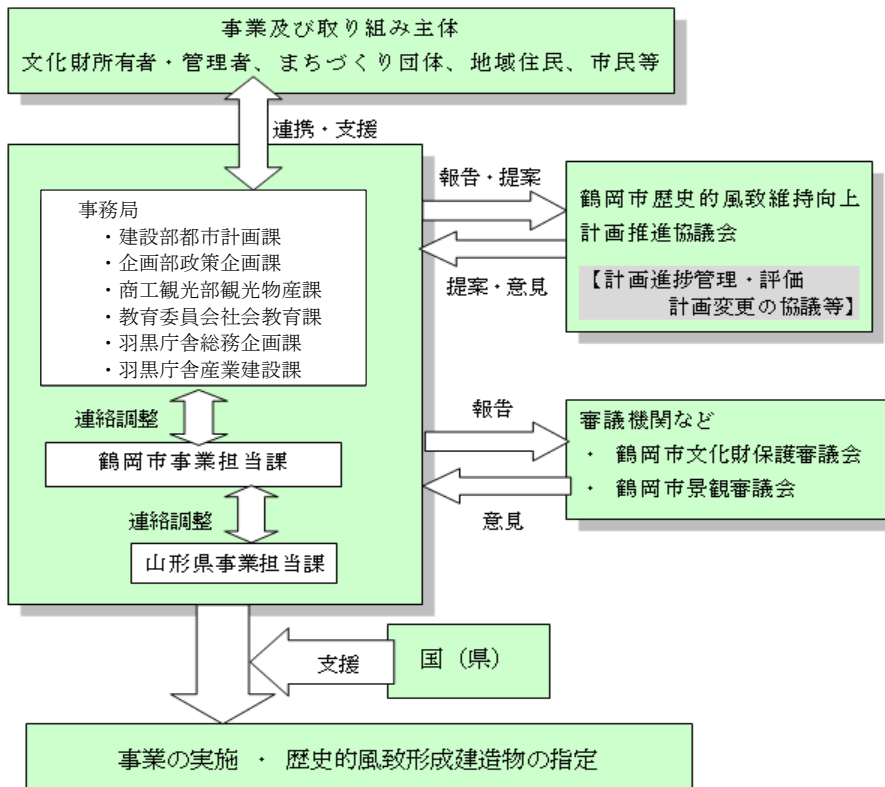 事業及び取り組み主体
文化財所有者・管理者、まちづくり団体、地域住民、市民等
連携・支援
事務局
・建設部都市計画課
・企画部政策企画課
・商工観光部観光物産課
・教育委員会社会教育課
・羽黒庁舎総務企画課
・羽黒庁舎産業建設課
連絡調整
鶴岡市事業担当課
連絡調整
山形県事業担当課
報告・提案
提案・意見
鶴岡市歴史的風致維持向上
計画推進協議会
【計画進捗管理・評価
計画変更の協議等】
報告
意見
審議機関など
・ 鶴岡市文化財保護審議会
・ 鶴岡市景観審議会
支援
国（県）
事業の実施 ・ 歴史的風致形成建造物の指定